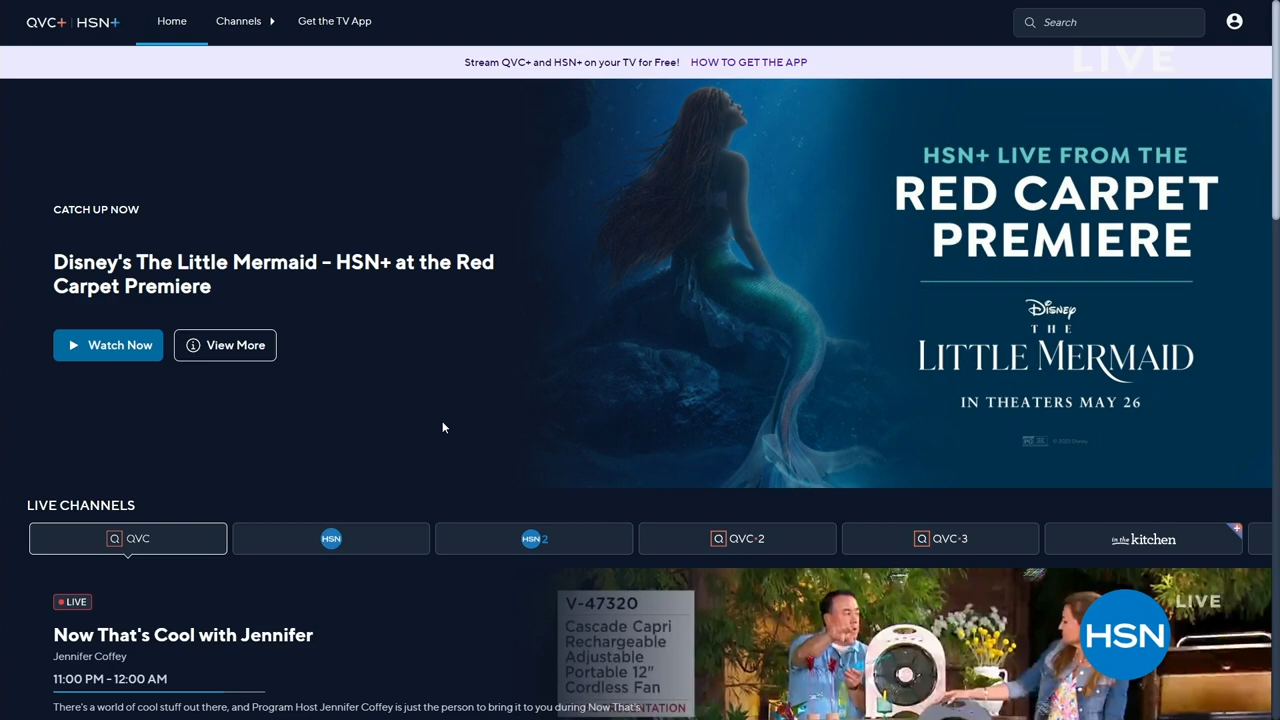 QVC+ | HSN+
Home
Channels
Get the TV App
Search
LIVE
Stream QVC+ and HSN+ on your TV for Free! HOW TO GET THE APP
CATCH UP NOW
Disney's The Little Mermaid – HSN+ at the Red
Carpet Premiere
Watch Now
View More
HSN+ LIVE FROM THE
RED CARPET
PREMIERE
Disney
THE
LITTLE MERMAID
IN THEATERS MAY 26
© 2023 Disney
LIVE CHANNELS
QVC
HSN
HSN 2
QVC•2
QVC•3
in the kitchen
LIVE
Now That's Cool with Jennifer
Jennifer Coffey
11:00 PM – 12:00 AM
There's a world of cool stuff out there, and Program Host Jennifer Coffey is just the person to bring it to you during Now That's
V-47320
Cascade Capri
Rechargeable
Adjustable
Portable 12"
Cordless Fan
HSN
LIVE